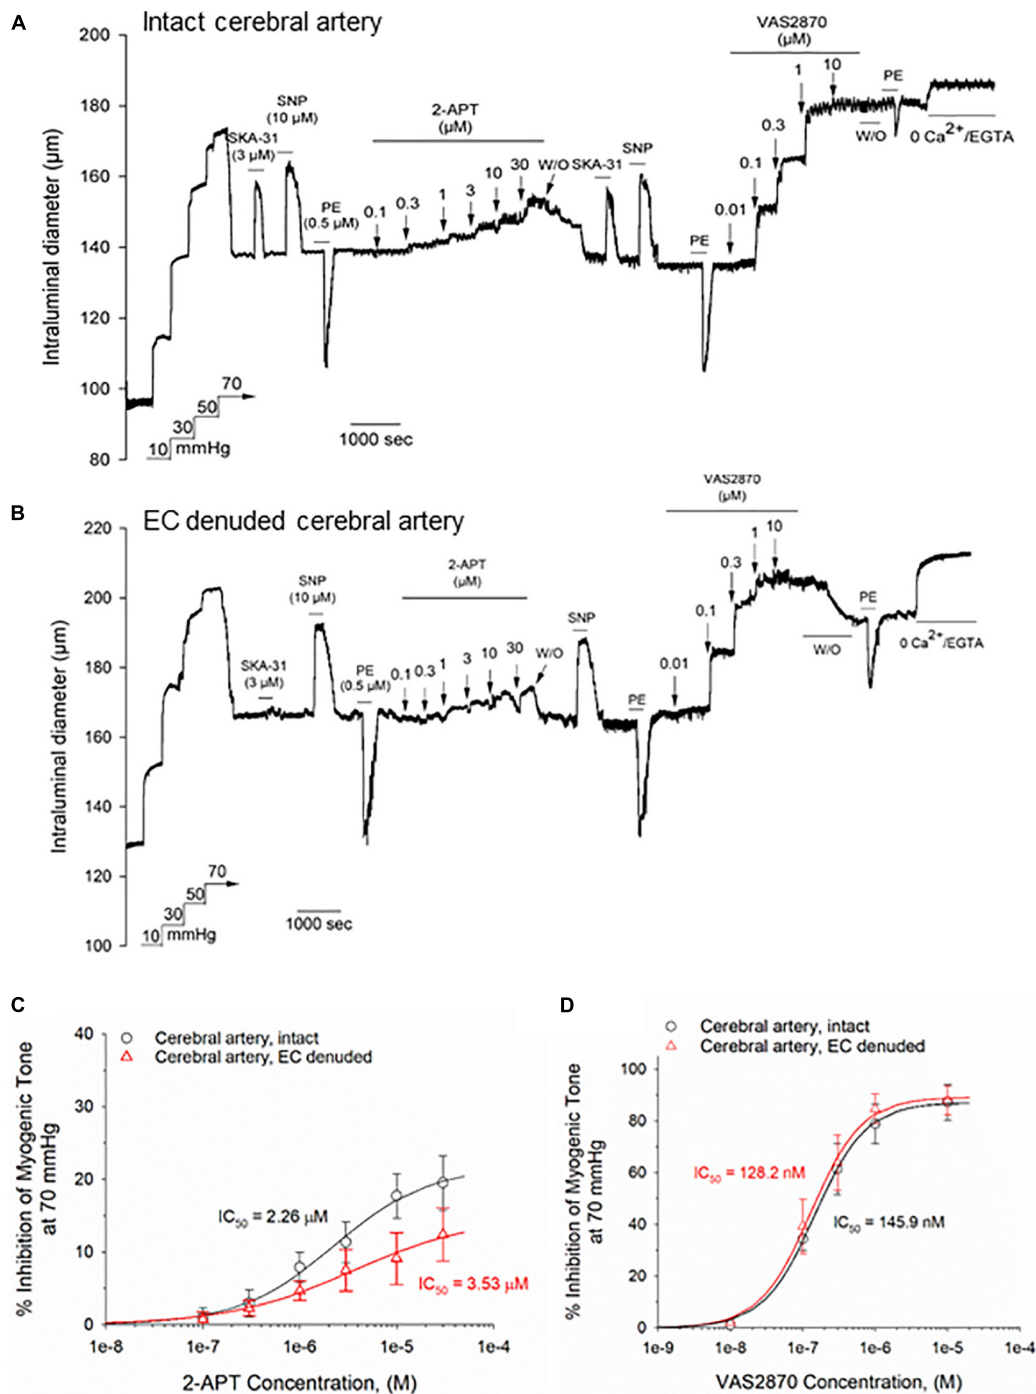 A
Intact cerebral artery
Intraluminal diameter (µm)
200
180
160
140
120
100
80
SKA-31
(3 µM)
SNP
(10 µM)
PE
(0.5 µM)
2-APT
(µM)
0.1
0.3
1
3
10
30
W/O
SKA-31
SNP
PE
VAS2870
(µM)
0.01
0.1
0.3
1
10
W/O
PE
0 Ca2+/EGTA
10
30
50
70
mmHg
1000 sec
B
EC denuded cerebral artery
Intraluminal diameter (µm)
220
200
180
160
140
120
100
SKA-31
(3 µM)
SNP
(10 µM)
PE
(0.5 µM)
2-APT
(µM)
0.1
0.3
1
3
10
30
W/O
SNP
PE
VAS2870
(µM)
0.01
0.1
0.3
1
10
W/O
PE
0 Ca2+/EGTA
10
30
50
70
mmHg
1000 sec
C
Cerebral artery, intact
Cerebral artery, EC denuded
% Inhibition of Myogenic Tone
at 70 mmHg
40
30
20
10
0
IC50 = 2.26 µM
IC50 = 3.53 µM
1e-8
1e-7
1e-6
1e-5
1e-4
2-APT Concentration, (M)
D
Cerebral artery, intact
Cerebral artery, EC denuded
% Inhibition of Myogenic Tone
at 70 mmHg
100
80
60
40
20
0
IC50 = 128.2 nM
IC50 = 145.9 nM
1e-9
1e-8
1e-7
1e-6
1e-5
1e-4
VAS2870 Concentration, (M)